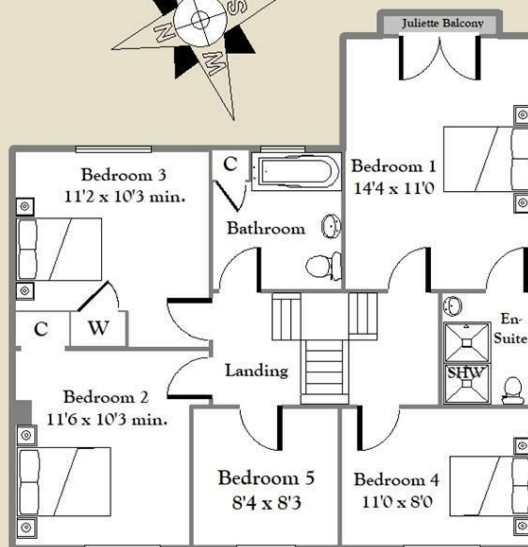 S
N
W
Juliette Balcony
Bedroom 3
11'2 x 10'3 min.
C
Bathroom
Bedroom 1
14'4 x 11'0
C
W
Landing
En-
Suite
SHW
Bedroom 2
11'6 x 10'3 min.
Bedroom 5
8'4 x 8'3
Bedroom 4
11'0 x 8'0